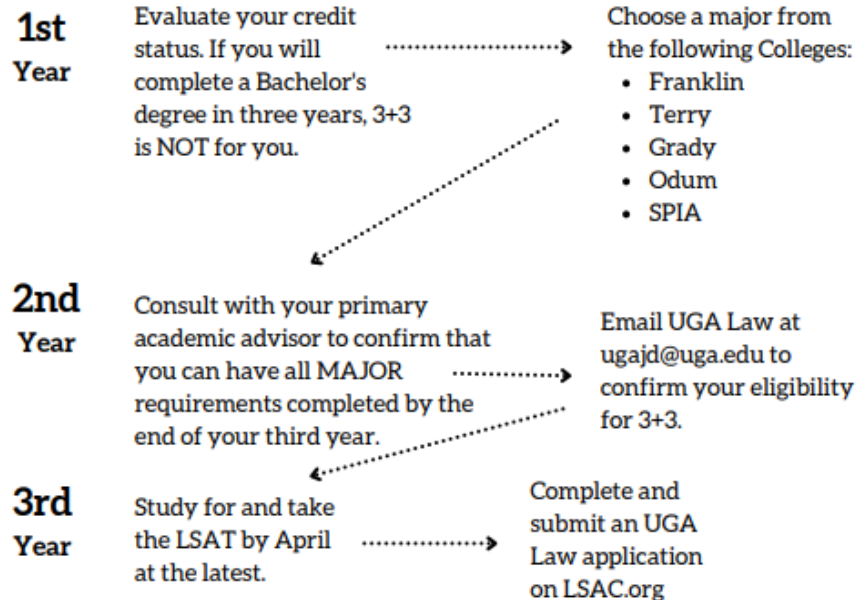 1st
Year
Evaluate your credit
status. If you will
complete a Bachelor's
degree in three years, 3+3
is NOT for you.
Choose a major from
the following Colleges:
• Franklin
• Terry
• Grady
• Odum
• SPIA
2nd
Year
Consult with your primary
academic advisor to confirm that
you can have all MAJOR
requirements completed by the
end of your third year.
Email UGA Law at
ugajd@uga.edu to
confirm your eligibility
for 3+3.
3rd
Year
Study for and take
the LSAT by April
at the latest.
Complete and
submit an UGA
Law application
on LSAC.org